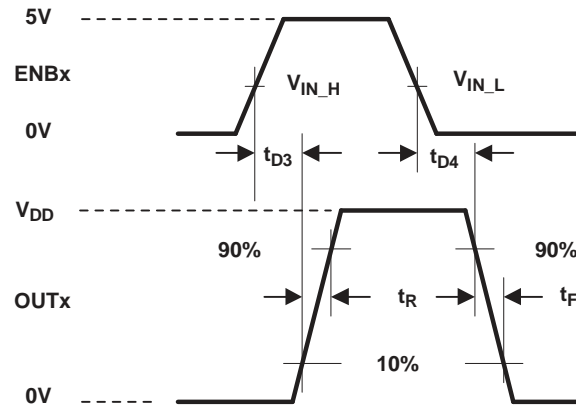 5V
ENBx
V_IN_H
V_IN_L
0V
t_D3
t_D4
V_DD
90%
90%
OUTx
t_R
t_F
10%
0V